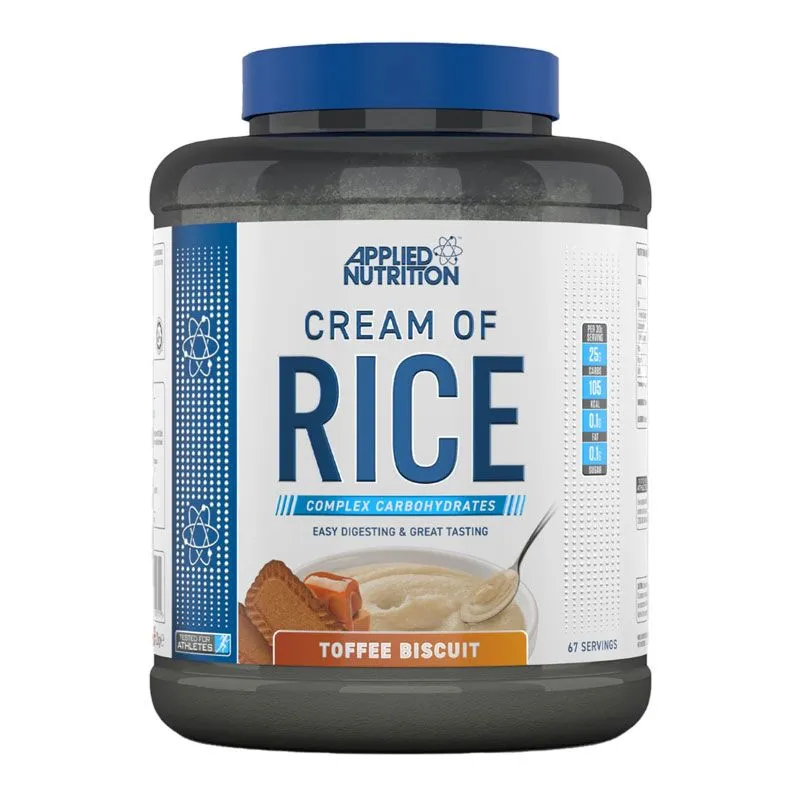 APPLIED
NUTRITION
CREAM OF
RICE
COMPLEX CARBOHYDRATES
EASY DIGESTING & GREAT TASTING
PER 30g
SERVING
25g
CARBS
105
KCAL
0.1g
FAT
0.1g
SUGAR
TESTED FOR
ATHLETES
TOFFEE BISCUIT
67 SERVINGS